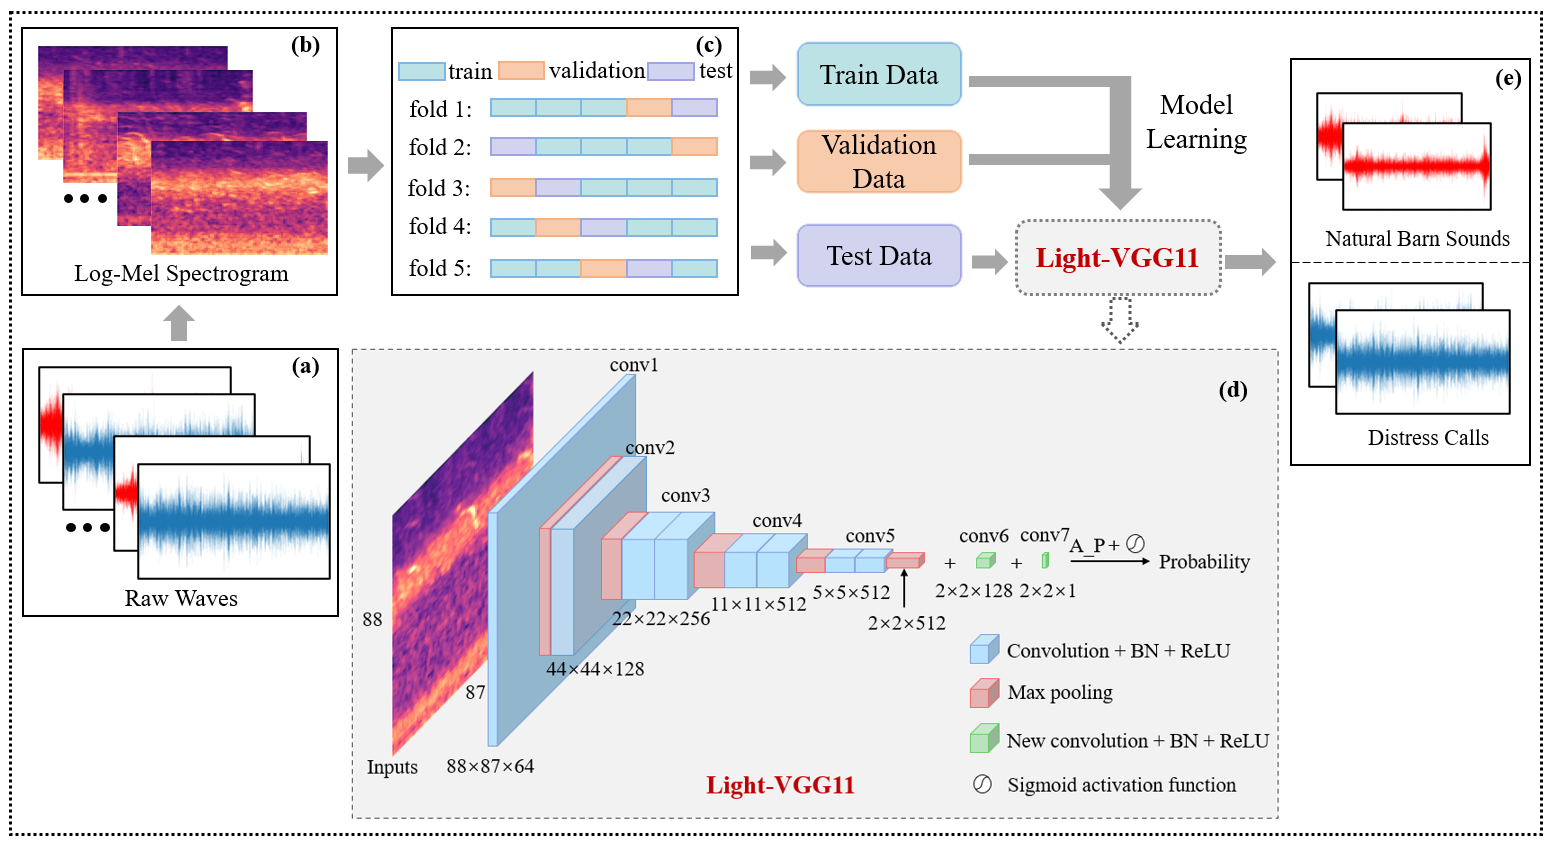 (b)
Log-Mel Spectrogram
(a)
Raw Waves
(c)
train validation test
fold 1:
fold 2:
fold 3:
fold 4:
fold 5:
Train Data
Validation
Data
Test Data
Model
Learning
Light-VGG11
(e)
Natural Barn Sounds
Distress Calls
(d)
conv1
conv2
conv3
conv4
conv5
conv6
conv7
A_P +
Probability
+
+
88
87
Inputs
88×87×64
44×44×128
22×22×256
11×11×512
5×5×512
2×2×512
2×2×128
2×2×1
Convolution + BN + ReLU
Max pooling
New convolution + BN + ReLU
Sigmoid activation function
Light-VGG11